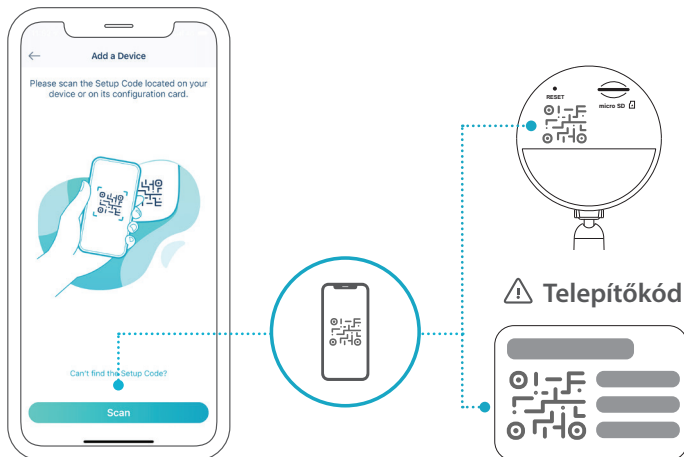 Add a Device
Please scan the Setup Code located on your
device or on its configuration card.
Can't find the Setup Code?
Scan
RESET
micro SD
Telepítőkód